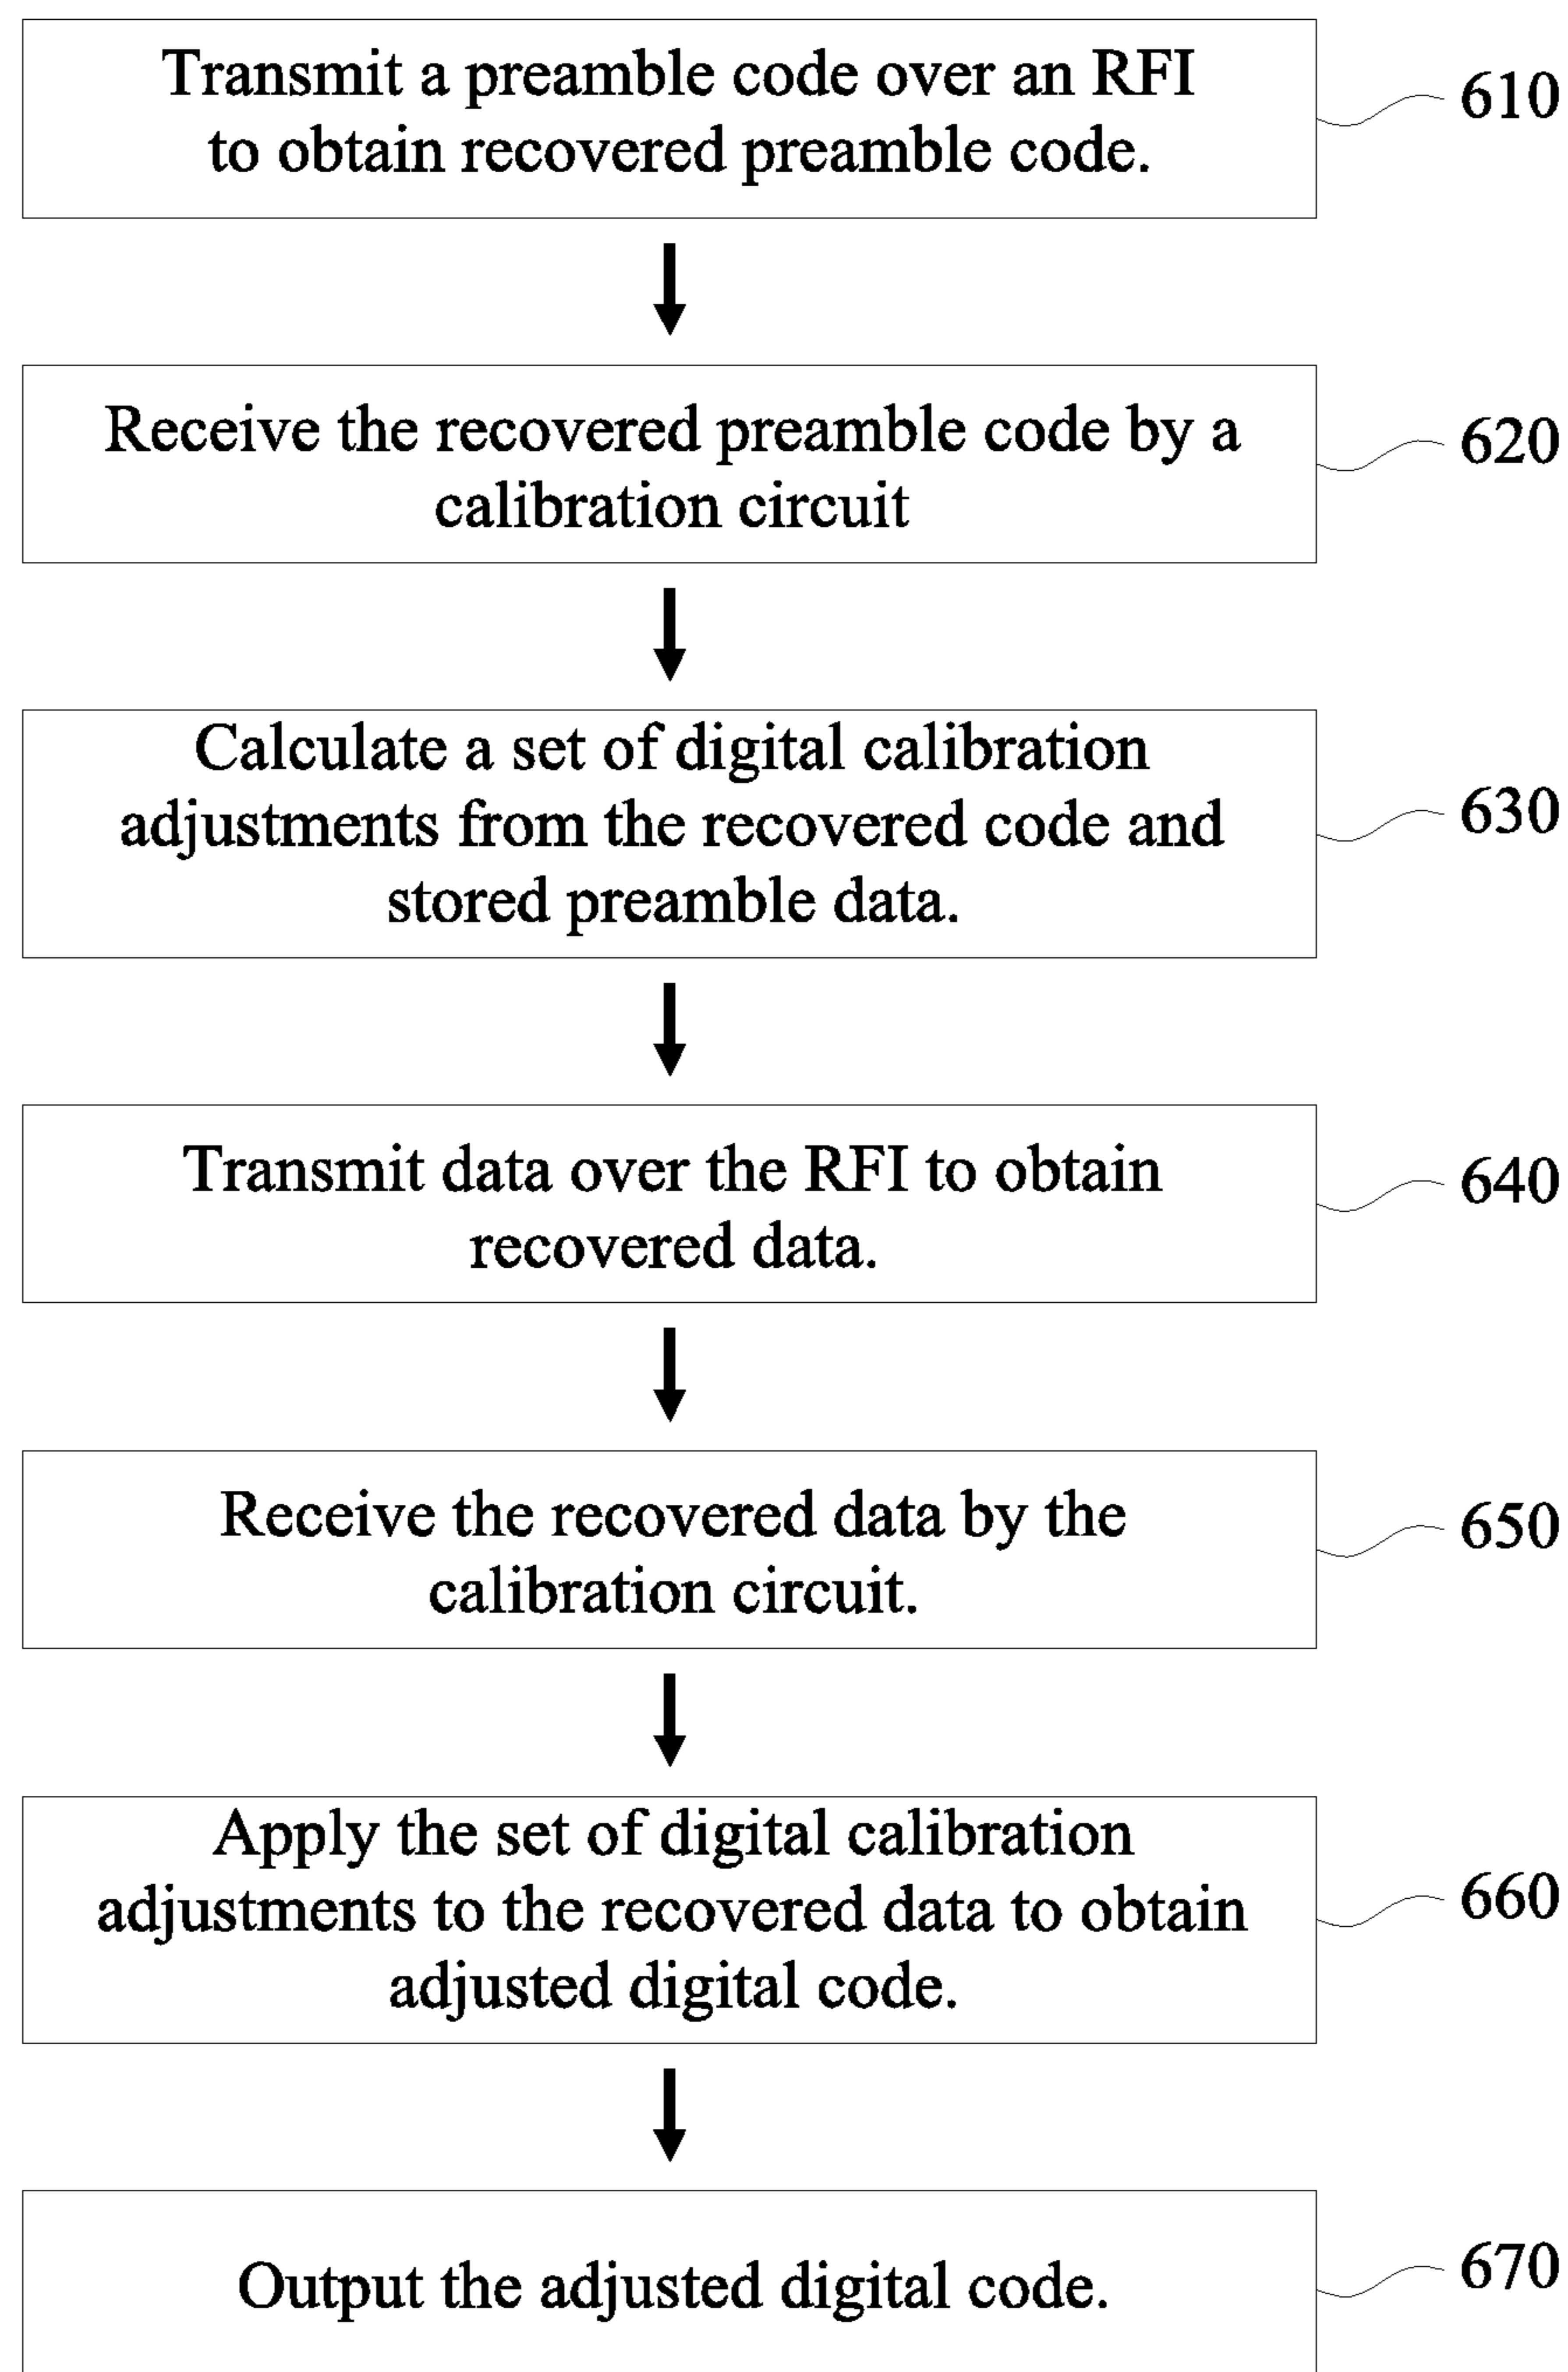 Transmit a preamble code over an RFI
to obtain recovered preamble code.
610
Receive the recovered preamble code by a
calibration circuit
620
Calculate a set of digital calibration
adjustments from the recovered code and
stored preamble data.
630
Transmit data over the RFI to obtain
recovered data.
640
Receive the recovered data by the
calibration circuit.
650
Apply the set of digital calibration
adjustments to the recovered data to obtain
adjusted digital code.
660
Output the adjusted digital code.
670